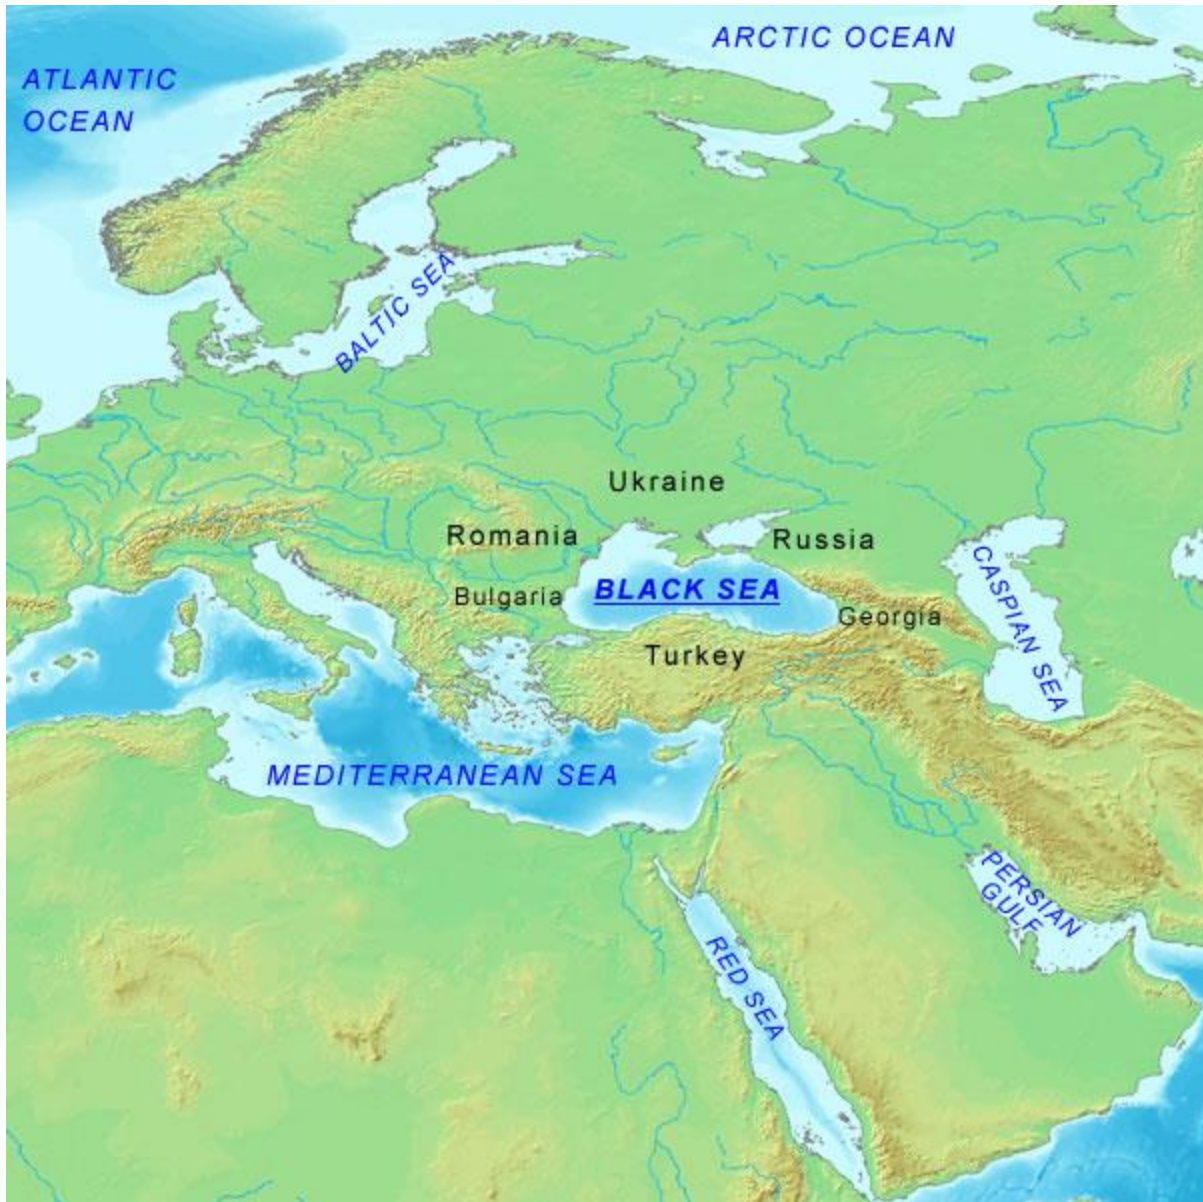 ARCTIC OCEAN
ATLANTIC
OCEAN
BALTIC SEA
Ukraine
Romania
Russia
BLACK SEA
Bulgaria
Georgia
CASPIAN SEA
Turkey
MEDITERRANEAN SEA
PERSIAN
GULF
RED SEA